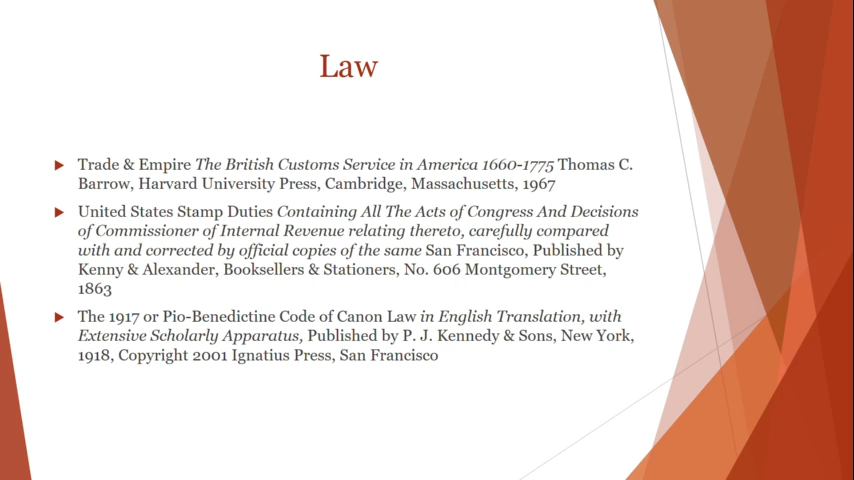 Law
Trade & Empire The British Customs Service in America 1660-1775 Thomas C.
Barrow, Harvard University Press, Cambridge, Massachusetts, 1967
United States Stamp Duties Containing All The Acts of Congress And Decisions
of Commissioner of Internal Revenue relating thereto, carefully compared
with and corrected by official copies of the same San Francisco, Published by
Kenny & Alexander, Booksellers & Stationers, No. 606 Montgomery Street,
1863
The 1917 or Pio-Benedictine Code of Canon Law in English Translation, with
Extensive Scholarly Apparatus, Published by P. J. Kennedy & Sons, New York,
1918, Copyright 2001 Ignatius Press, San Francisco